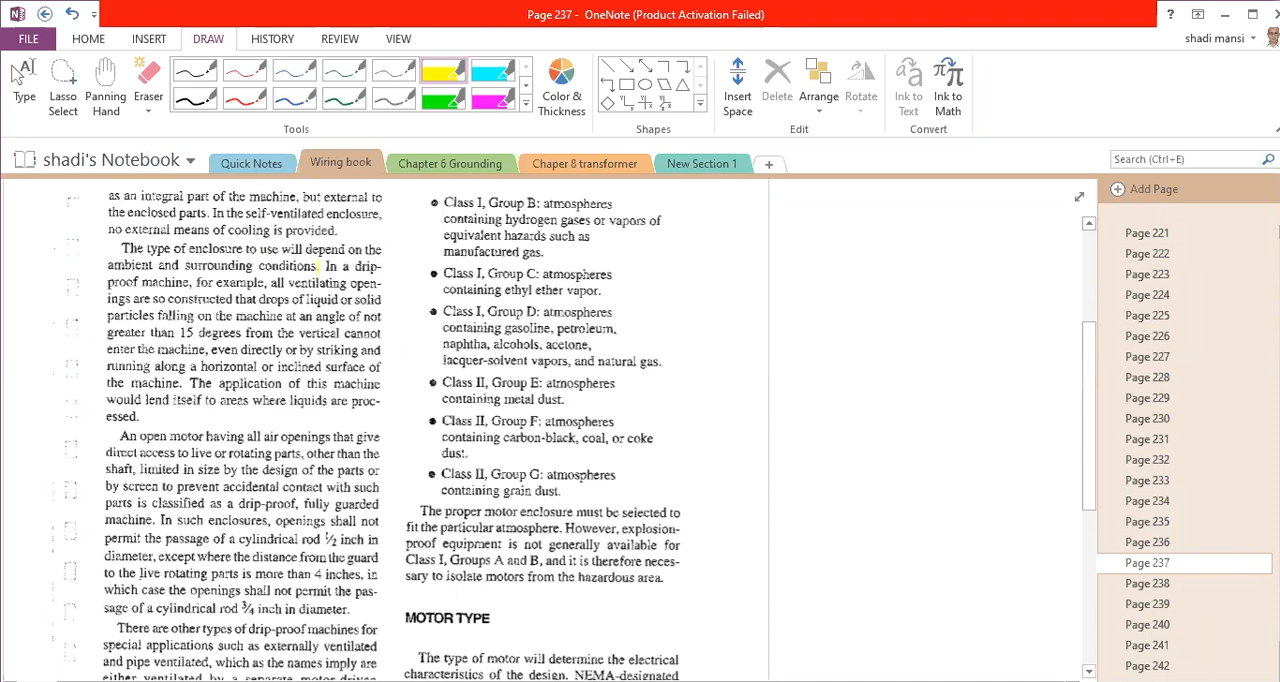 Page 237 - OneNote (Product Activation Failed)
FILE HOME INSERT DRAW HISTORY REVIEW VIEW
shadi mansi
Type
Lasso Select
Panning Hand
Eraser
Color & Thickness
Insert Space
Delete
Arrange
Rotate
Ink to Text
Ink to Math
Tools
Shapes
Edit
Convert
shadi's Notebook
Quick Notes
Wiring book
Chapter 6 Grounding
Chaper 8 transformer
New Section 1
Search (Ctrl+E)
as an integral part of the machine, but external to
the enclosed parts. In the self-ventilated enclosure,
no external means of cooling is provided.
The type of enclosure to use will depend on the
ambient and surrounding conditions. In a drip-
proof machine, for example, all ventilating open-
ings are so constructed that drops of liquid or solid
particles falling on the machine at an angle of not
greater than 15 degrees from the vertical cannot
enter the machine, even directly or by striking and
running along a horizontal or inclined surface of
the machine. The application of this machine
would lend itself to areas where liquids are proc-
essed.
An open motor having all air openings that give
direct access to live or rotating parts, other than the
shaft, limited in size by the design of the parts or
by screen to prevent accidental contact with such
parts is classified as a drip-proof, fully guarded
machine. In such enclosures, openings shall not
permit the passage of a cylindrical rod ½ inch in
diameter, except where the distance from the guard
to the live rotating parts is more than 4 inches, in
which case the openings shall not permit the pas-
sage of a cylindrical rod ¾ inch in diameter.
There are other types of drip-proof machines for
special applications such as externally ventilated
and pipe ventilated, which as the names imply are
either ventilated by a separate motor-driven
• Class I, Group B: atmospheres
containing hydrogen gases or vapors of
equivalent hazards such as
manufactured gas.
• Class I, Group C: atmospheres
containing ethyl ether vapor.
• Class I, Group D: atmospheres
containing gasoline, petroleum,
naphtha, alcohols, acetone,
lacquer-solvent vapors, and natural gas.
• Class II, Group E: atmospheres
containing metal dust.
• Class II, Group F: atmospheres
containing carbon-black, coal, or coke
dust.
• Class II, Group G: atmospheres
containing grain dust.
The proper motor enclosure must be selected to
fit the particular atmosphere. However, explosion-
proof equipment is not generally available for
Class I, Groups A and B, and it is therefore neces-
sary to isolate motors from the hazardous area.
MOTOR TYPE
The type of motor will determine the electrical
characteristics of the design. NEMA-designated
Add Page
Page 221
Page 222
Page 223
Page 224
Page 225
Page 226
Page 227
Page 228
Page 229
Page 230
Page 231
Page 232
Page 233
Page 234
Page 235
Page 236
Page 237
Page 238
Page 239
Page 240
Page 241
Page 242